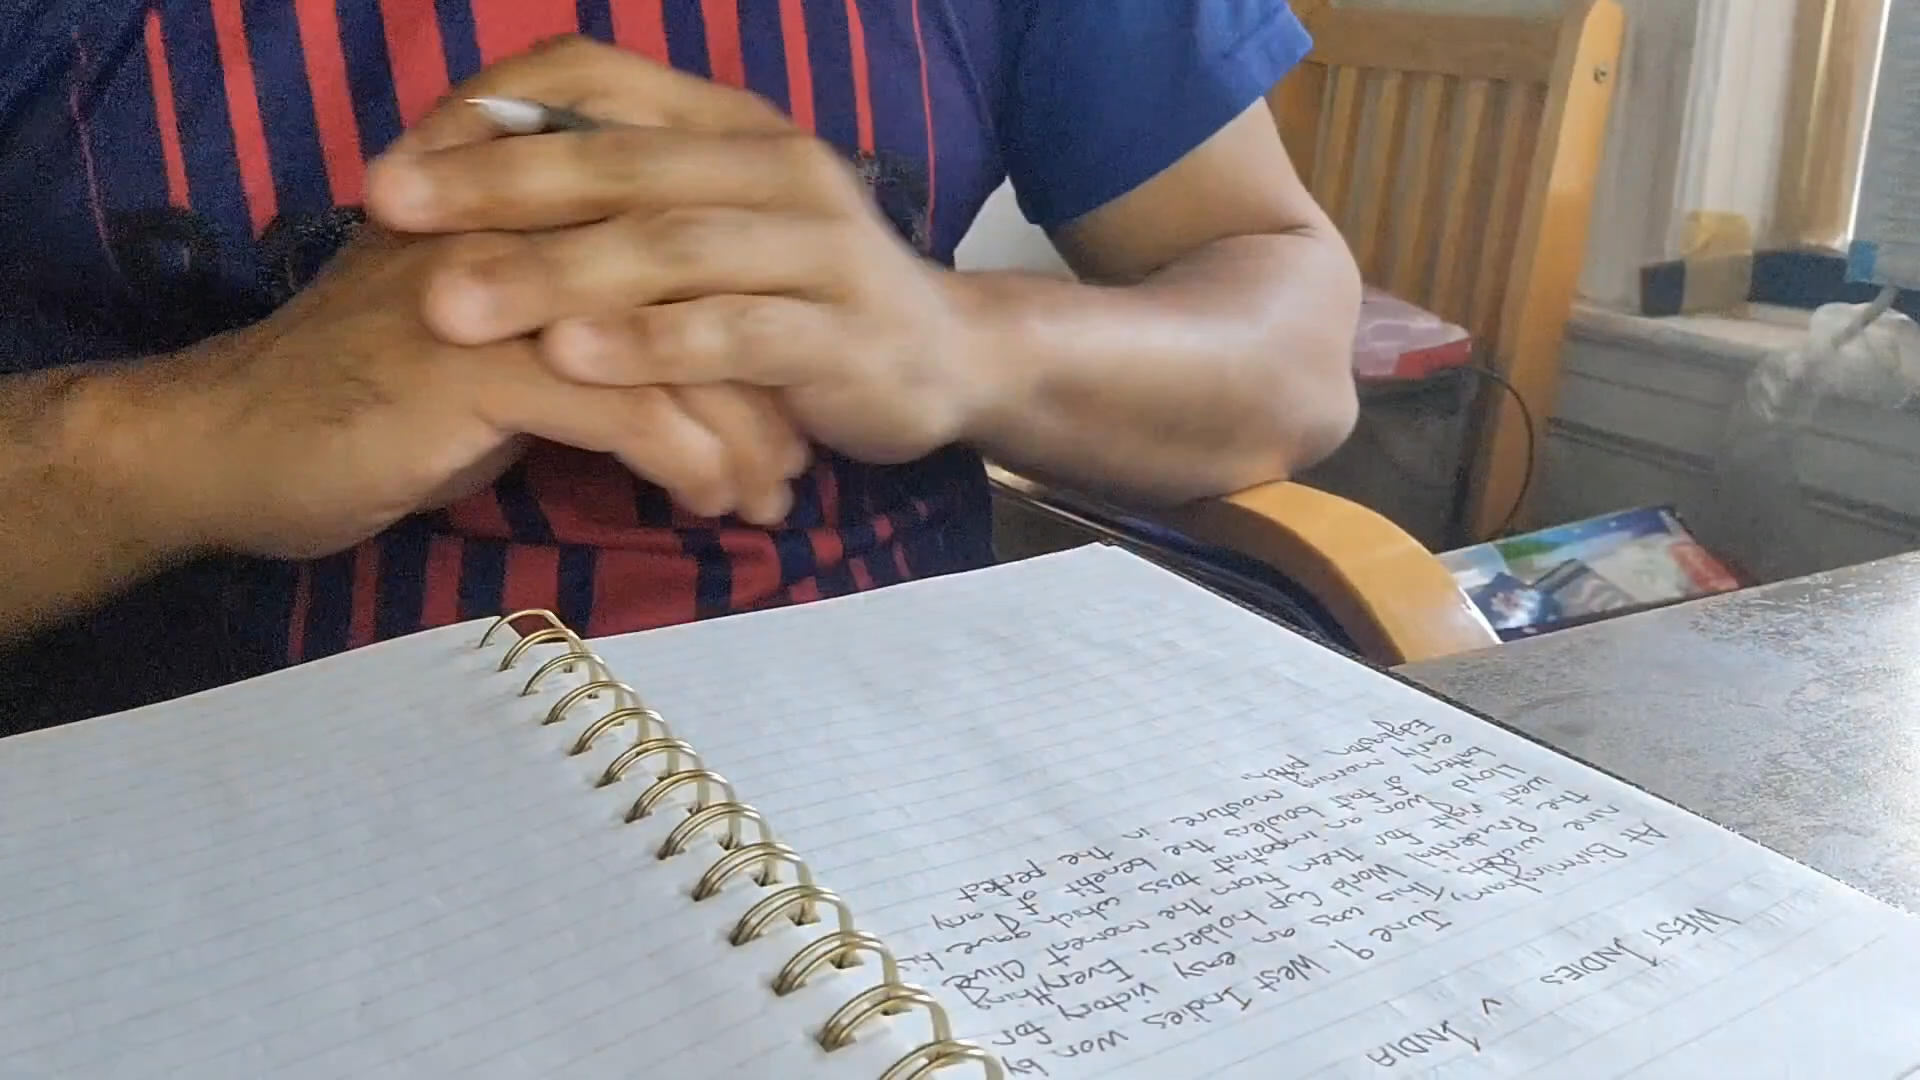 WEST INDIES v INDIA
At Birmingham, June 9. West Indies won by
nine wickets. This was an easy victory for
the Prudential World Cup holders. Everything
went right for them from the moment Clive
Lloyd won an important toss which gave his
battery of fast bowlers the benefit of any
early morning moisture in the perfect
Edgbaston pitch.